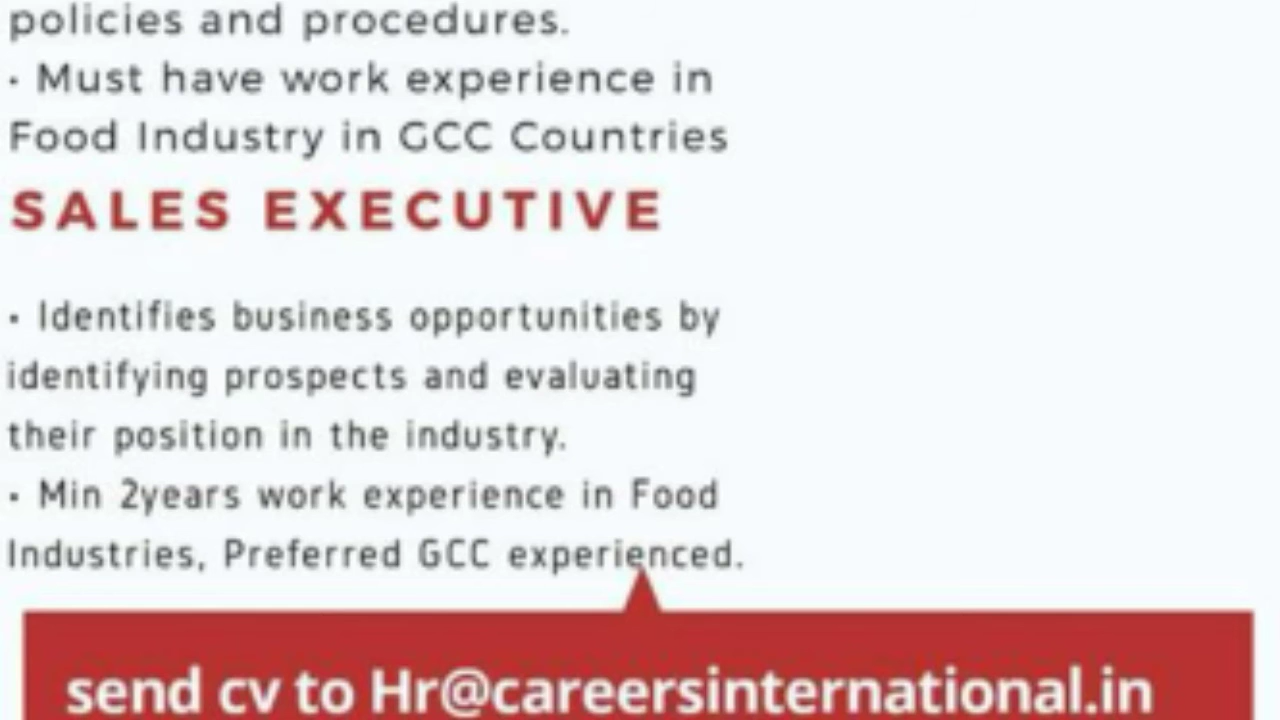 policies and procedures.
· Must have work experience in
Food Industry in GCC Countries
SALES EXECUTIVE
· Identifies business opportunities by
identifying prospects and evaluating
their position in the industry.
· Min 2years work experience in Food
Industries, Preferred GCC experienced.
send cv to Hr@careersinternational.in